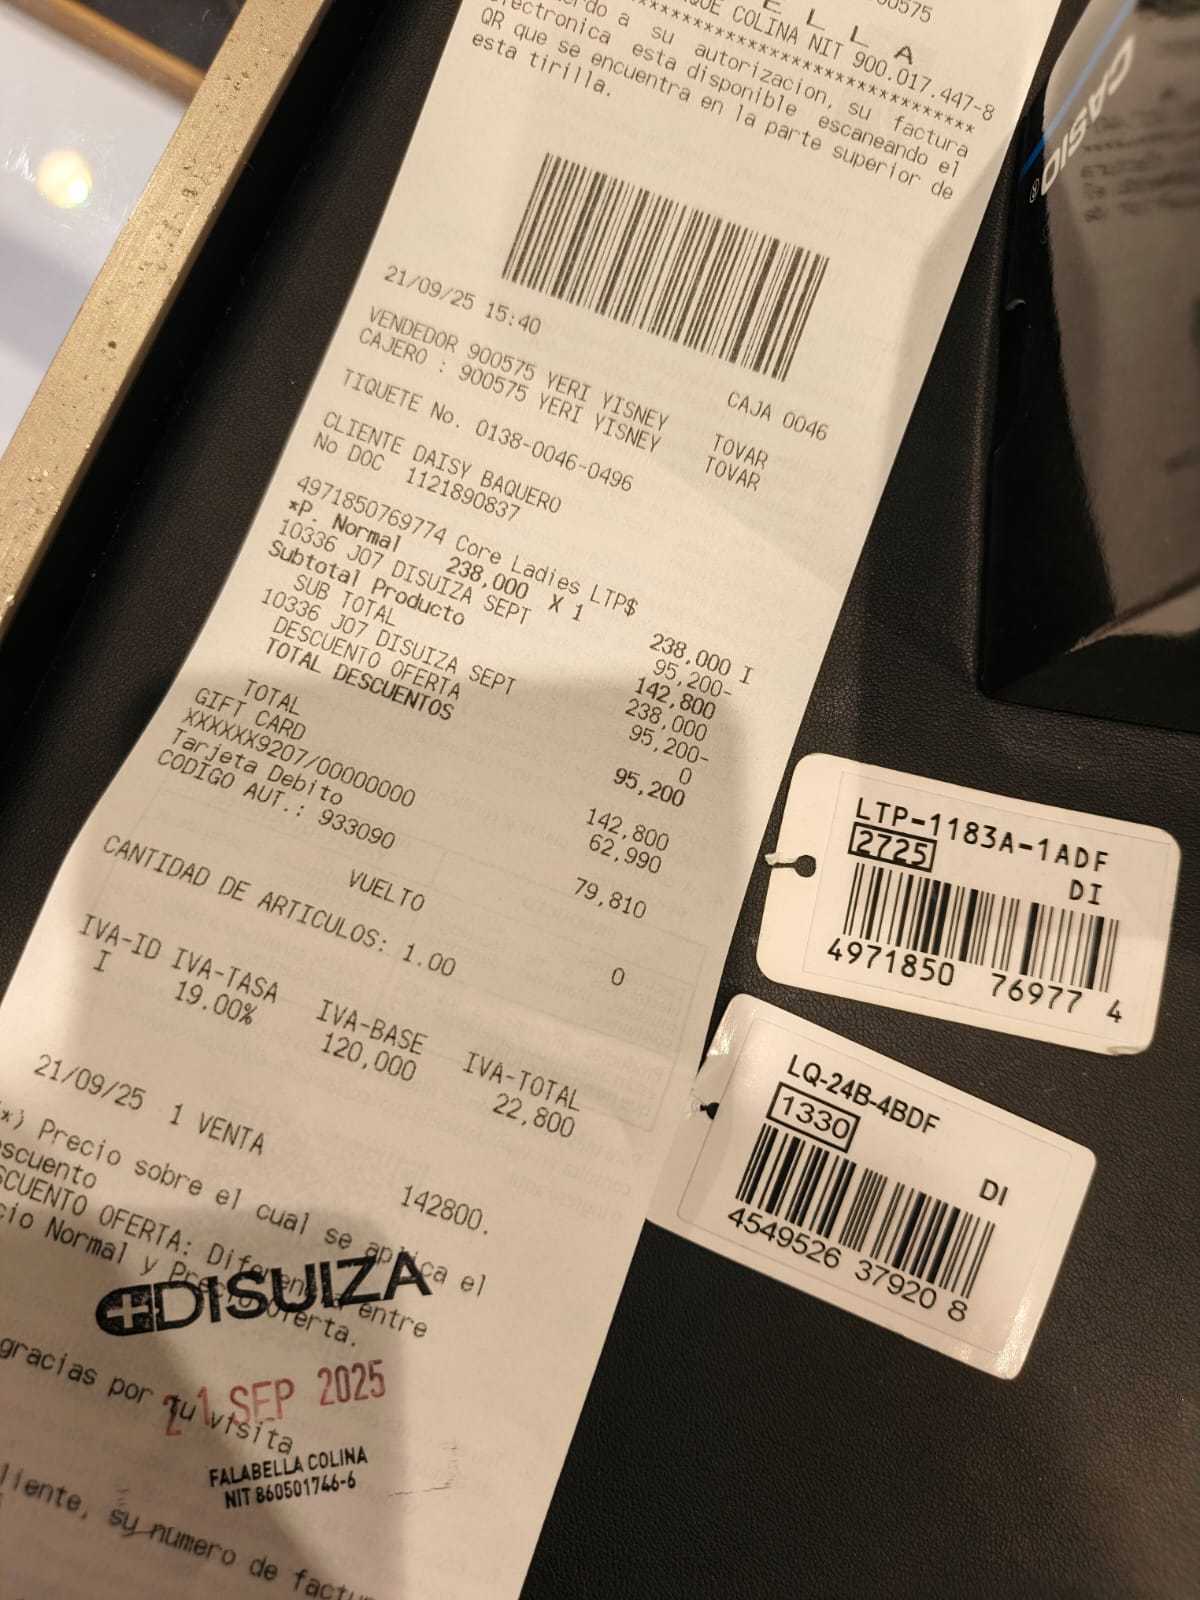 ELLA
COLINA NIT 900.017.447-8
a su autorizacion, su factura
electronica esta disponible escaneando el
QR que se encuentra en la parte superior de
esta tirilla.
21/09/25 15:40
CAJA 0046
VENDEDOR 900575 YERI YISNEY TOVAR
CAJERO : 900575 YERI YISNEY TOVAR
TIQUETE No. 0138-0046-0496
CLIENTE DAISY BAQUERO
No DOC 1121890837
4971850769774 Core Ladies LTP$
*P. Normal 238,000 X 1 238,000 I
10336 J07 DISUIZA SEPT 95,200-
Subtotal Producto 142,800
SUB TOTAL 238,000
10336 J07 DISUIZA SEPT 95,200-
DESCUENTO OFERTA 0
TOTAL DESCUENTOS 95,200
TOTAL 142,800
GIFT CARD 62,990
XXXXXX9207/00000000
Tarjeta Debito 79,810
CODIGO AUT.: 933090
VUELTO 0
CANTIDAD DE ARTICULOS: 1.00
IVA-ID IVA-TASA IVA-BASE IVA-TOTAL
I 19.00% 120,000 22,800
21/09/25 1 VENTA 142800.
*) Precio sobre el cual se aplica el
escuento
SCUENTO OFERTA: Diferencia entre
cio Normal y Precio Oferta.
DISUIZA
gracias por tu visita
21 SEP 2025
FALABELLA COLINA
NIT 860501746-6
liente, su numero de factur
CASIO
LTP-1183A-1ADF
2725
DI
4971850 76977 4
LQ-24B-4BDF
1330
DI
4549526 37920 8